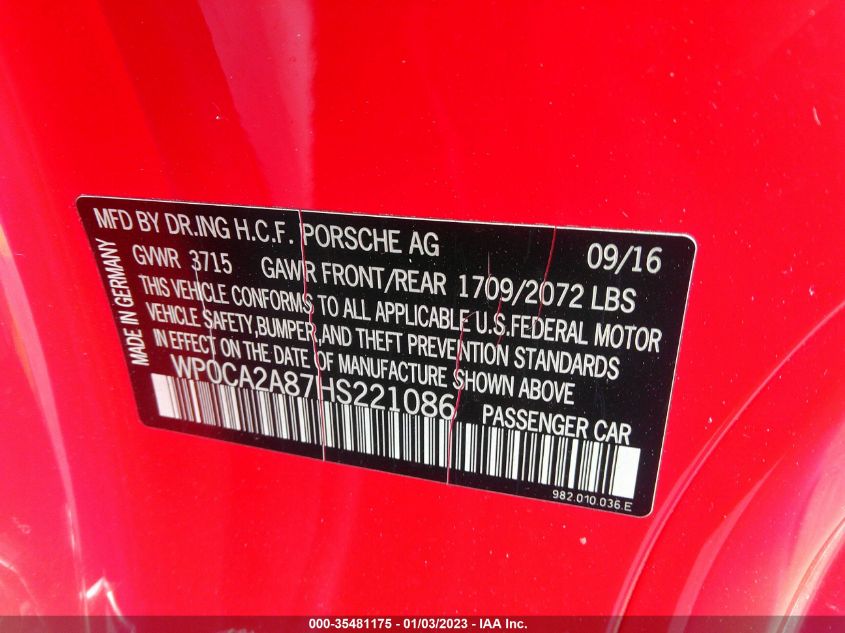 MFD BY DR.ING H.C.F. PORSCHE AG 09/16
GVWR 3715 GAWR FRONT/REAR 1709/2072 LBS
THIS VEHICLE CONFORMS TO ALL APPLICABLE U.S.FEDERAL MOTOR
VEHICLE SAFETY,BUMPER,AND THEFT PREVENTION STANDARDS
IN EFFECT ON THE DATE OF MANUFACTURE SHOWN ABOVE
WP0CA2A87HS221086 PASSENGER CAR
982.010.036.E
MADE IN GERMANY
000-35481175 - 01/03/2023 - IAA Inc.